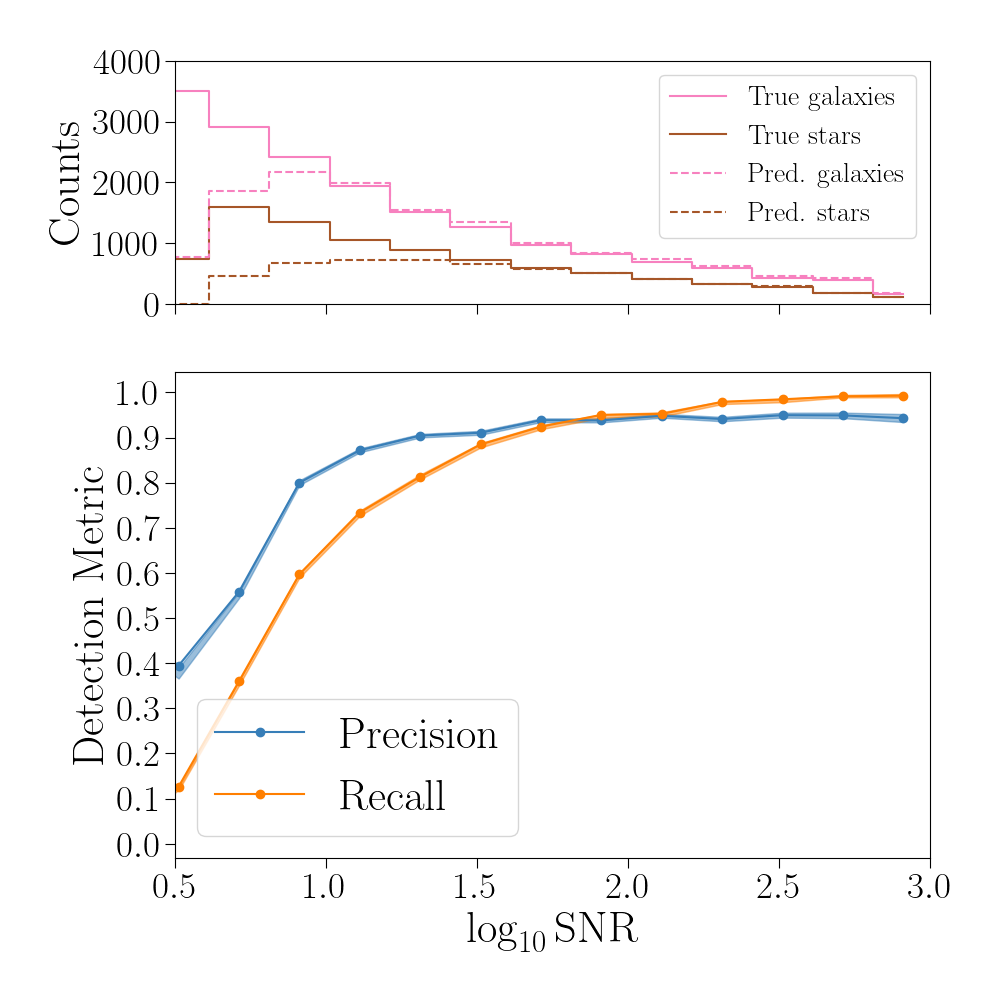 4000
3000
2000
1000
0
Counts
True galaxies
True stars
Pred. galaxies
Pred. stars
1.0
0.9
0.8
0.7
0.6
0.5
0.4
0.3
0.2
0.1
0.0
Detection Metric
Precision
Recall
0.5 1.0 1.5 2.0 2.5 3.0
log₁₀ SNR